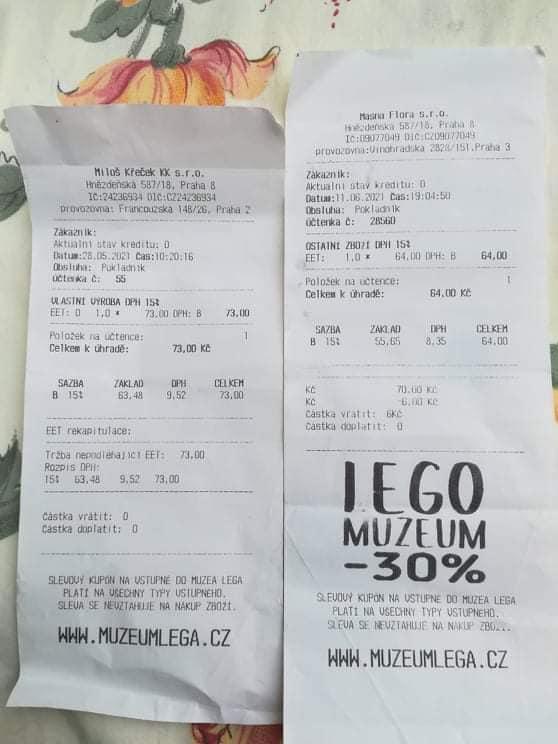 Miloš Křeček KK s.r.o.
Hnězdenská 587/18, Praha 8
IČ:24236934 DIČ:CZ24236934
provozovna: Francouzská 148/26, Praha 2
Zákazník:
Aktuální stav kreditu: 0
Datum:28.05.2021 Čas:10:20:16
Obsluha: Pokladník
účtenka č: 55
VLASTNÍ VÝROBA DPH 15%
EET: O 1,0 * 73,00 DPH: B 73,00
Položek na účtence: 1
Celkem k úhradě: 73,00 Kč
SAZBA ZÁKLAD DPH CELKEM
B 15% 63,48 9,52 73,00
EET rekapitulace:
Tržba nepodléhající EET: 73,00
Rozpis DPH:
15% 63,48 9,52 73,00
Částka vrátit: 0
Částka doplatit: 0
SLEVOVÝ KUPÓN NA VSTUPNÉ DO MUZEA LEGA
PLATÍ NA VŠECHNY TYPY VSTUPNÉHO.
SLEVA SE NEVZTAHUJE NA NÁKUP ZBOŽÍ.
WWW.MUZEUMLEGA.CZ
Masna Flora s.r.o.
Hnězdenská 587/18, Praha 8
IČ:09077049 DIČ:CZ09077049
provozovna:Vinohradská 2828/151,Praha 3
Zákazník:
Aktuální stav kreditu: 0
Datum:11.06.2021 Čas:19:04:50
Obsluha: Pokladník
účtenka č: 28560
OSTATNÍ ZBOŽÍ DPH 15%
EET: 1,0 * 64,00 DPH: B 64,00
Položek na účtence: 1
Celkem k úhradě: 64,00 Kč
SAZBA ZÁKLAD DPH CELKEM
B 15% 55,65 8,35 64,00
Kč 70,00 Kč
Kč -6,00 Kč
Částka vrátit: 6Kč
Částka doplatit: 0
LEGO
MUZEUM
-30%
SLEVOVÝ KUPÓN NA VSTUPNÉ DO MUZEA LEGA
PLATÍ NA VŠECHNY TYPY VSTUPNÉHO.
SLEVA SE NEVZTAHUJE NA NÁKUP
WWW.MUZEUMLEGA.CZ